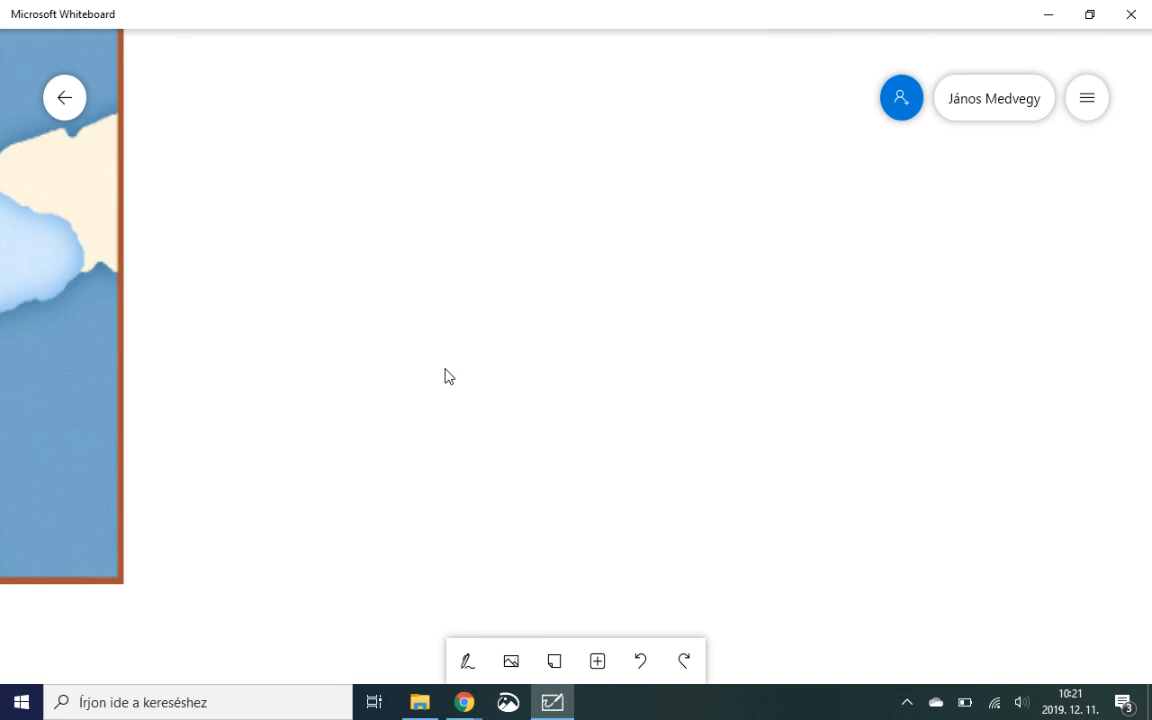 Microsoft Whiteboard
János Medvegy
Írjon ide a kereséshez
10:21
2019. 12. 11.
3